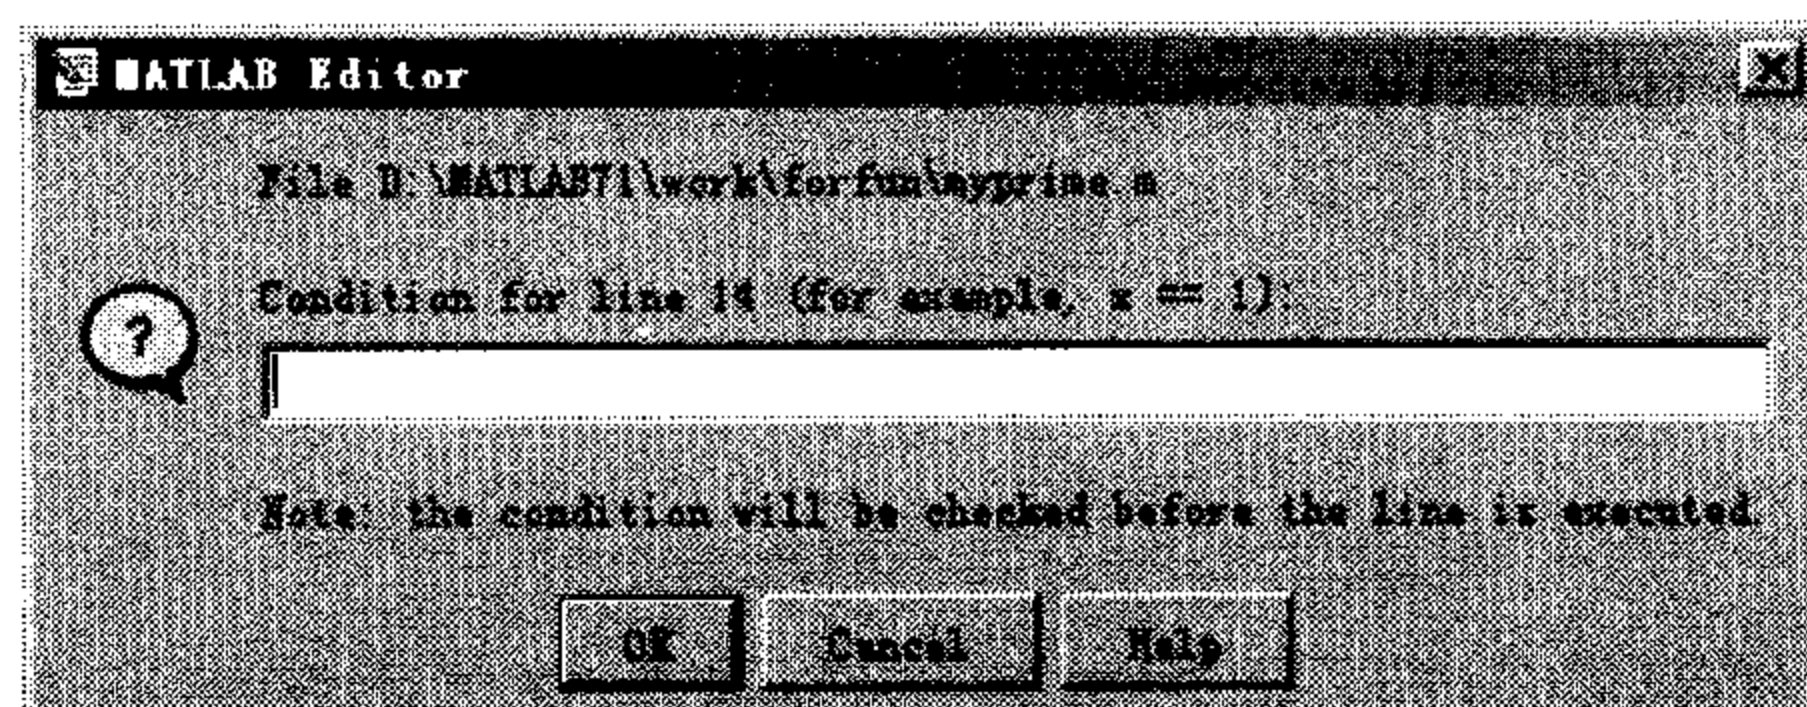 MATLAB Editor
File D:\MATLAB71\work\forfun\myprime.m
Condition for line 14 (for example, x == 1):
?
Note: the condition will be checked before the line is executed.
OK Cancel Help